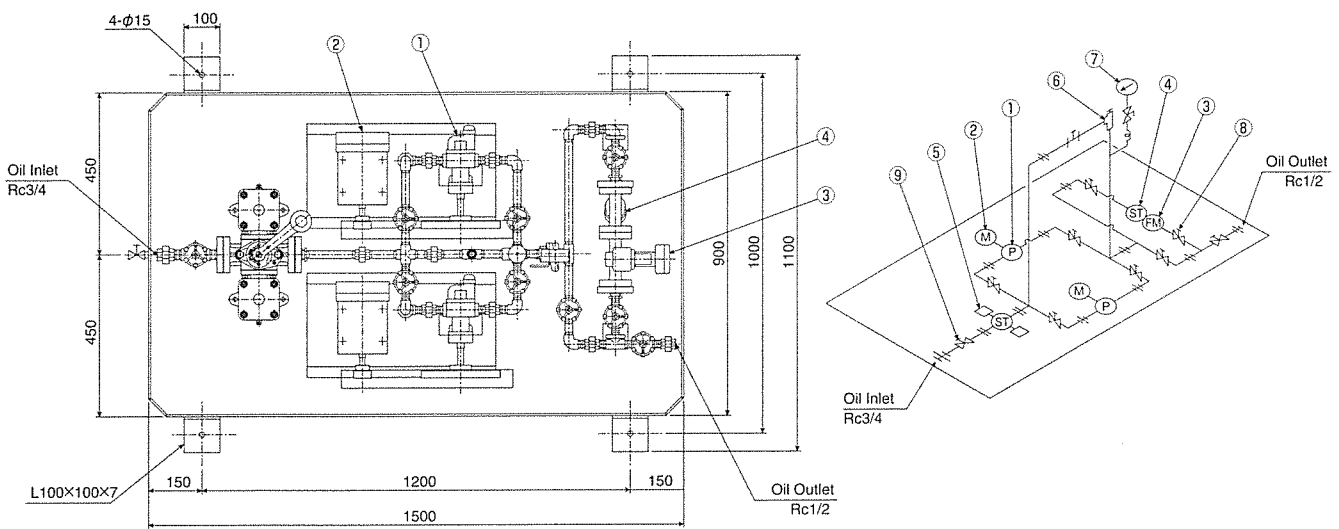 4-φ15
100
②
①
④
③
Oil Inlet
Rc3/4
450
450
900
1000
1100
L100×100×7
150
1200
150
1500
Oil Outlet
Rc1/2
⑦
⑥
④
①
③
②
⑧
⑤
⑨
Oil Outlet
Rc1/2
ST
FM
M
P
M
P
ST
Oil Inlet
Rc3/4